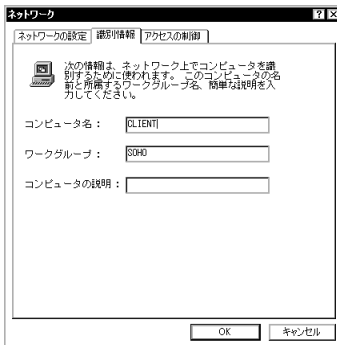 ネットワーク
ネットワークの設定 識別情報 アクセスの制御
次の情報は、ネットワーク上でコンピュータを識
別するために使われます。 このコンピュータの名
前と所属するワークグループ名、簡単な説明を入
力してください。
コンピュータ名： CLIENT
ワークグループ： SOHO
コンピュータの説明：
OK キャンセル